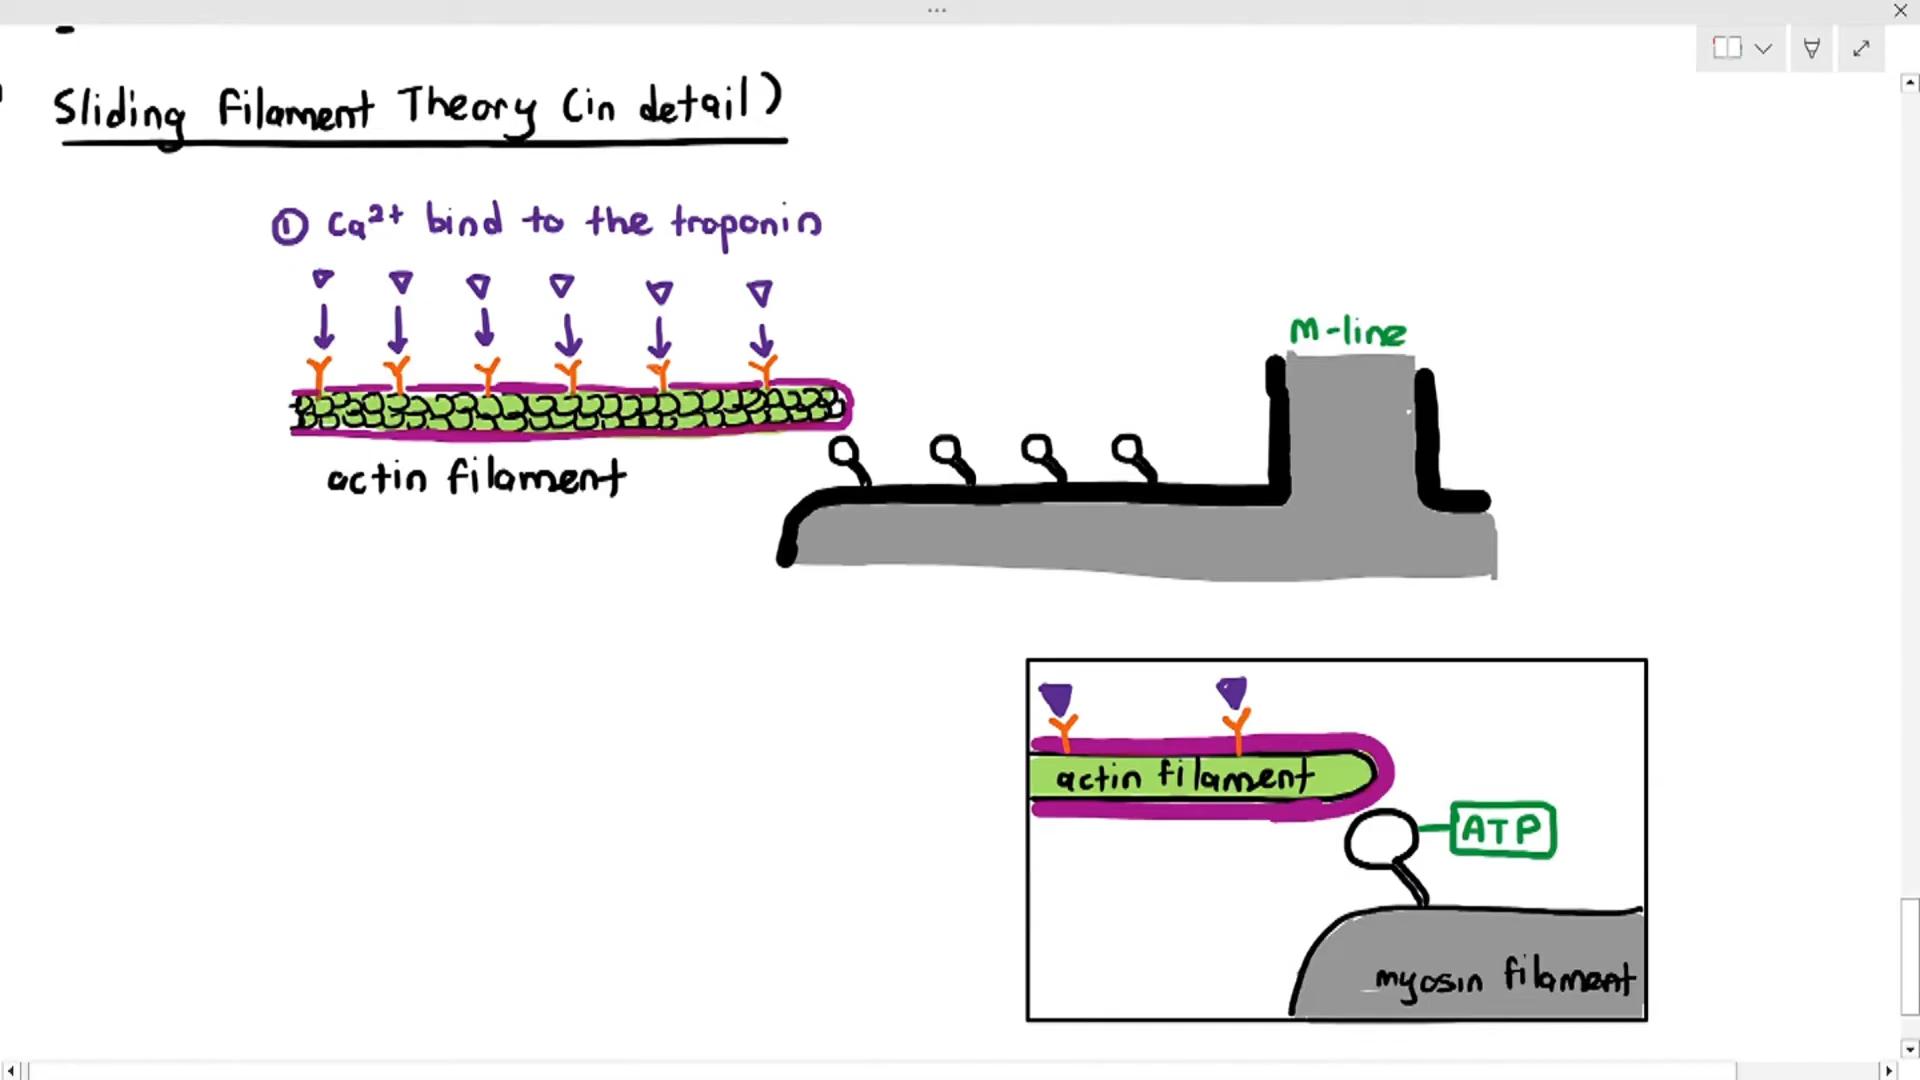 Sliding Filament Theory (in detail)
① Ca²⁺ bind to the troponin
M-line
actin filament
actin filament
ATP
myosin filament